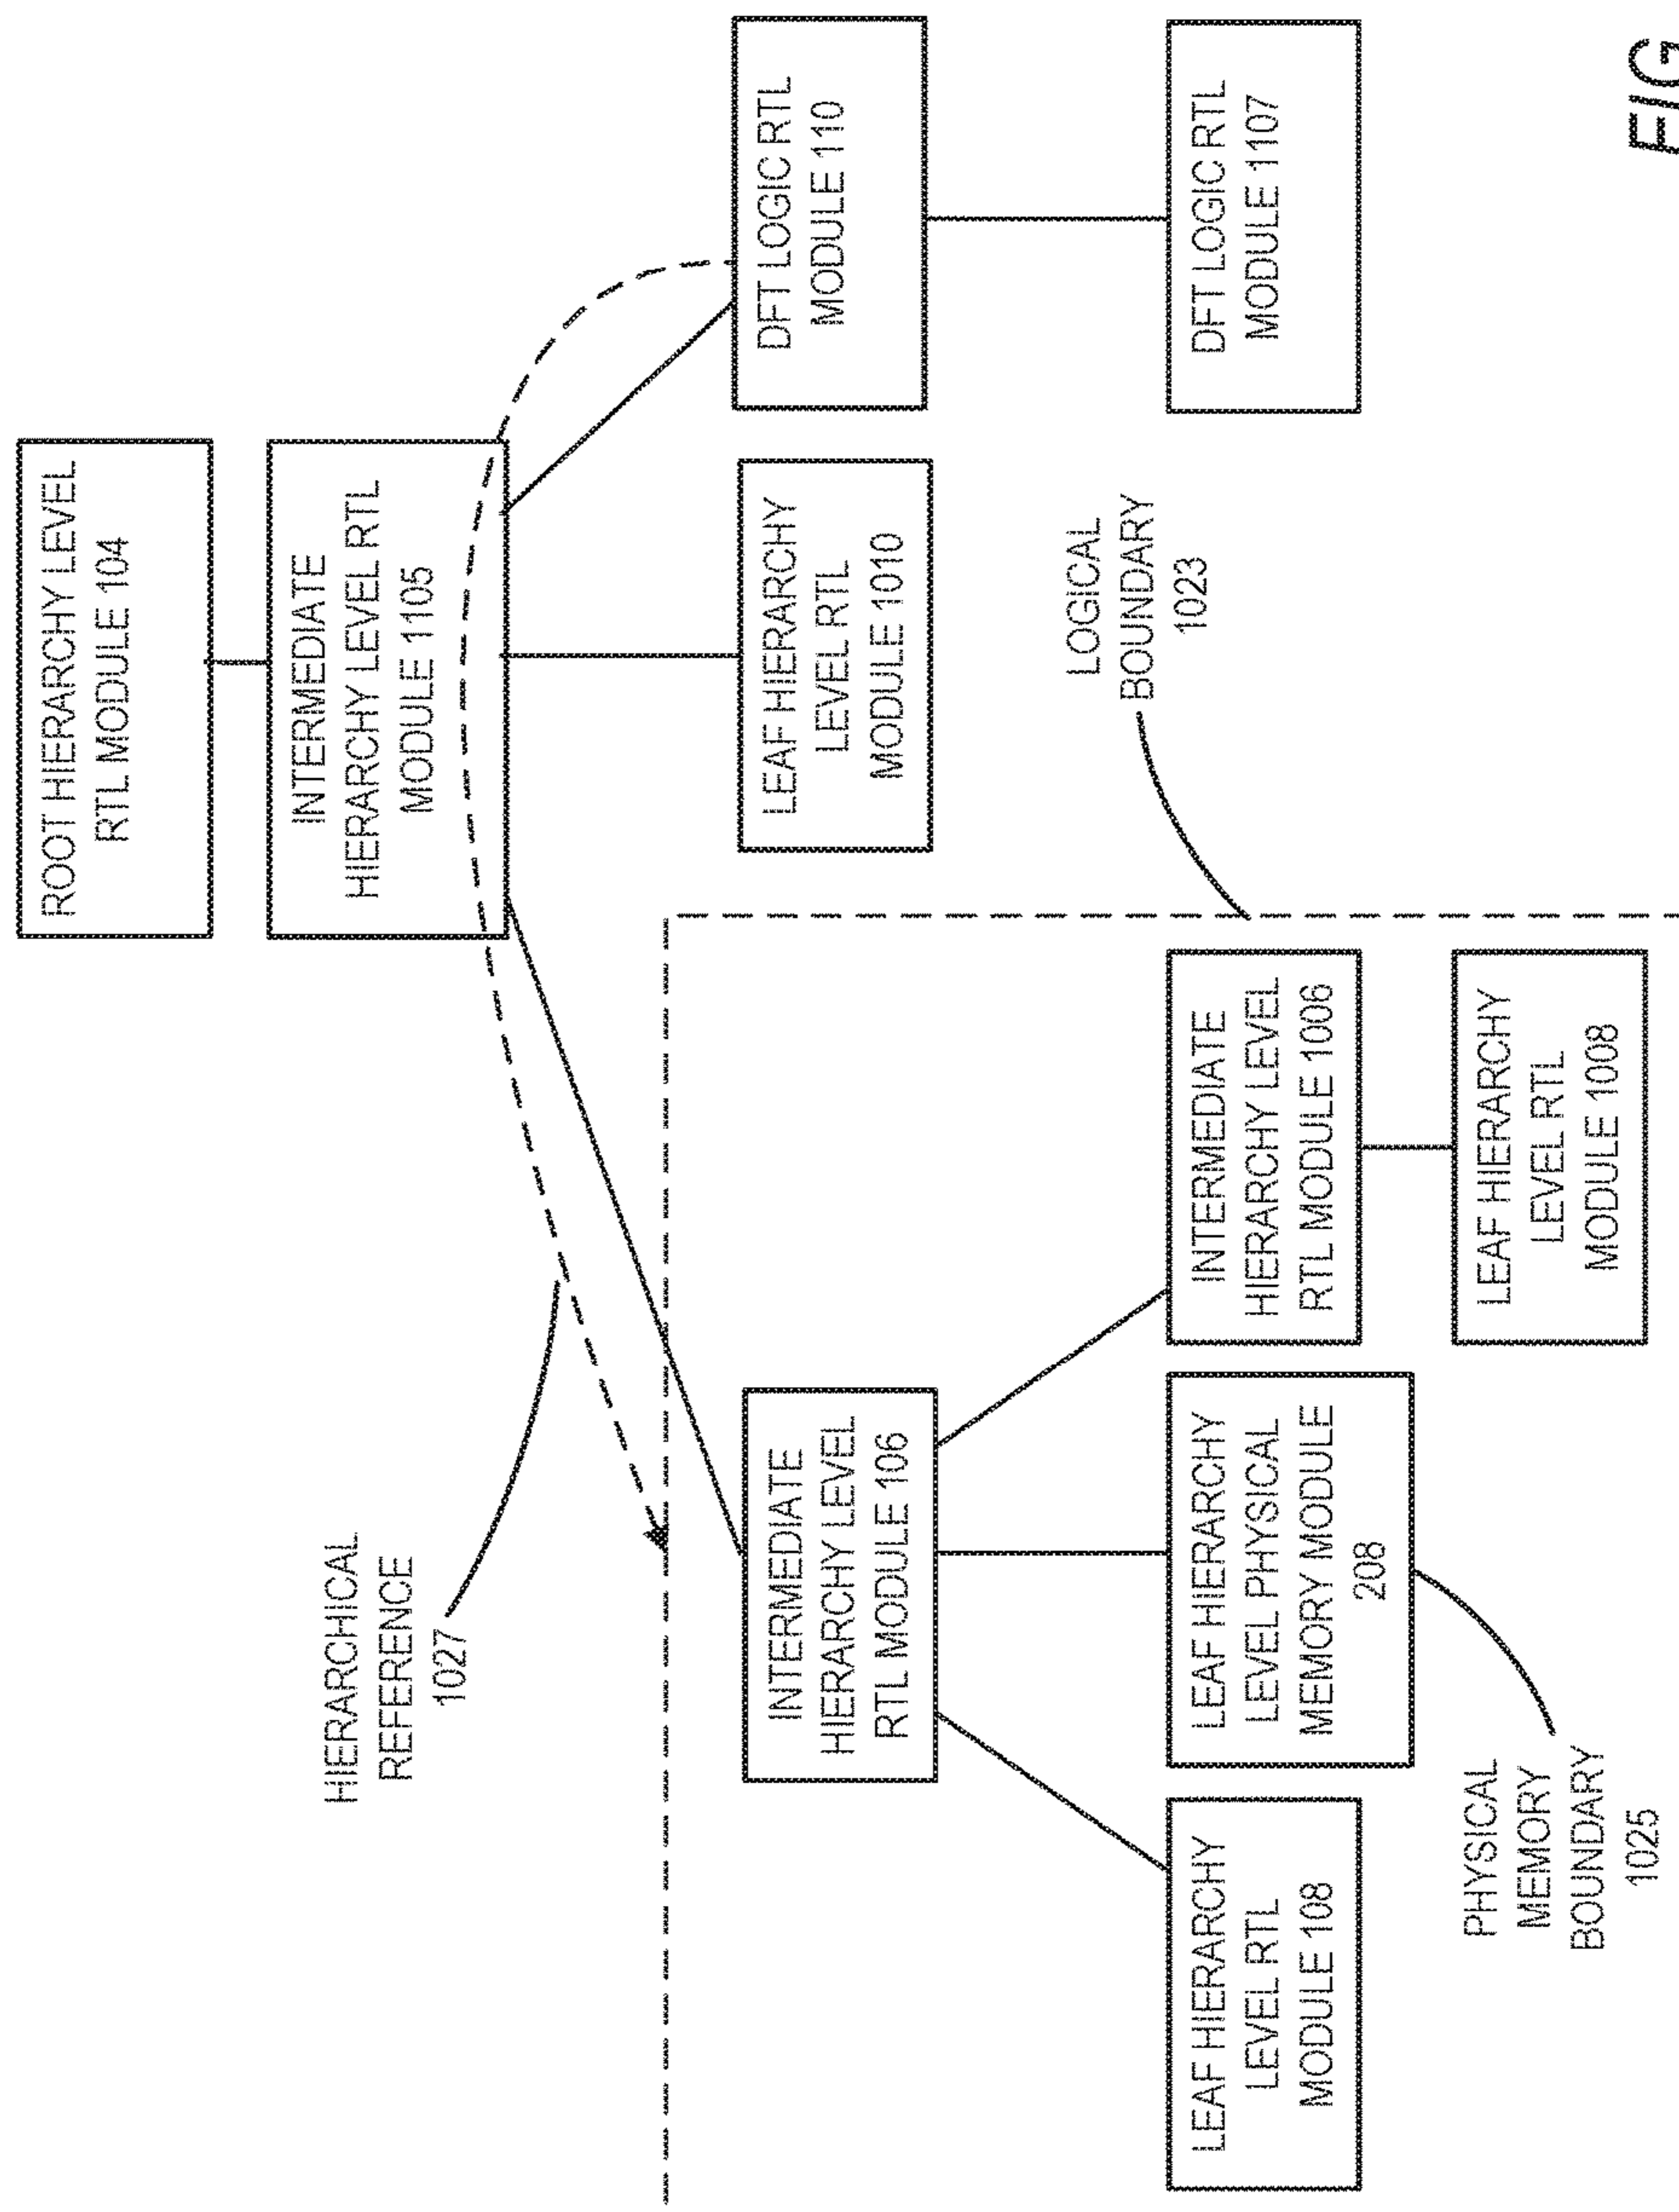 ROOT HIERARCHY LEVEL
RTL MODULE 104
INTERMEDIATE
HIERARCHY LEVEL RTL
MODULE 1105
HIERARCHICAL
REFERENCE
1027
INTERMEDIATE
HIERARCHY LEVEL
RTL MODULE 106
LEAF HIERARCHY
LEVEL RTL
MODULE 1010
DFT LOGIC RTL
MODULE 110
LOGICAL
BOUNDARY
1023
LEAF HIERARCHY
LEVEL RTL
MODULE 108
LEAF HIERARCHY
LEVEL PHYSICAL
MEMORY MODULE
208
INTERMEDIATE
HIERARCHY LEVEL
RTL MODULE 1006
DFT LOGIC RTL
MODULE 1107
PHYSICAL
MEMORY
BOUNDARY
1025
LEAF HIERARCHY
LEVEL RTL
MODULE 1008
FIG